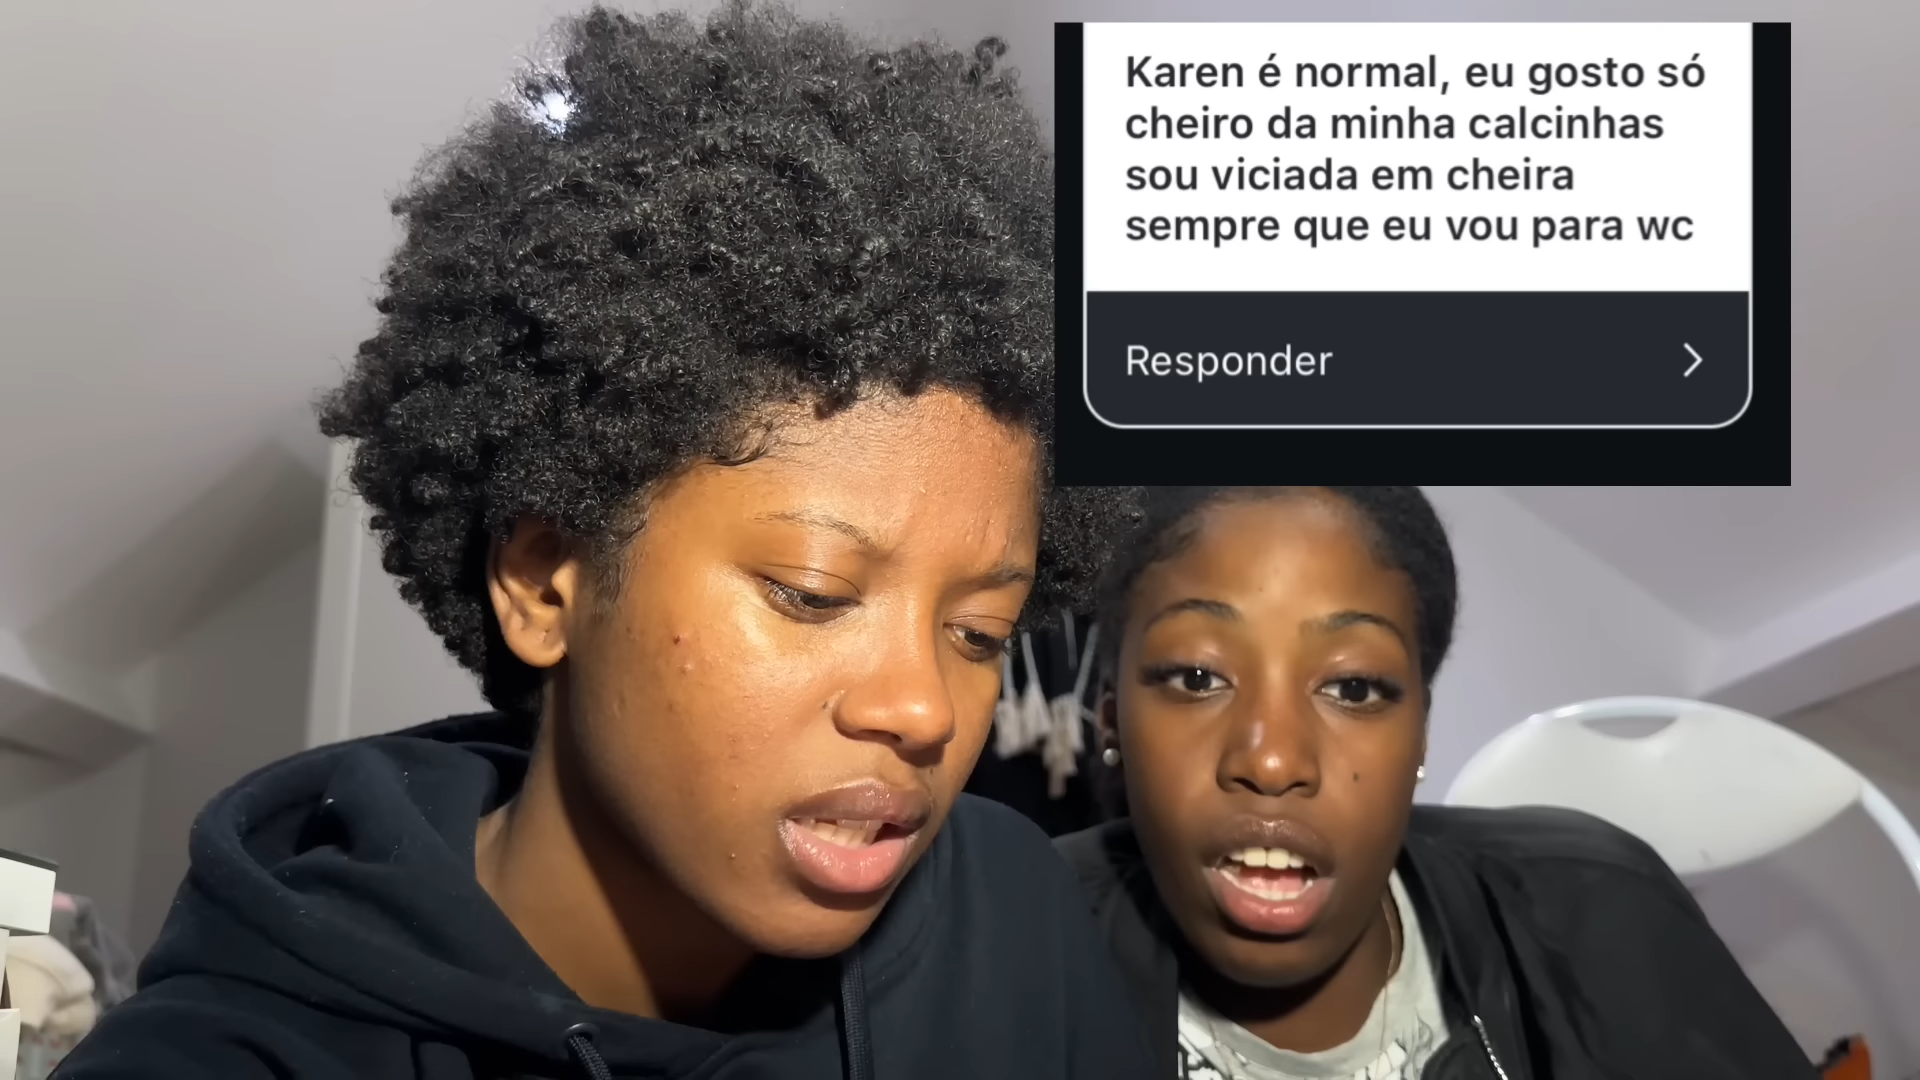 Karen é normal, eu gosto só
cheiro da minha calcinhas
sou viciada em cheira
sempre que eu vou para wc
Responder